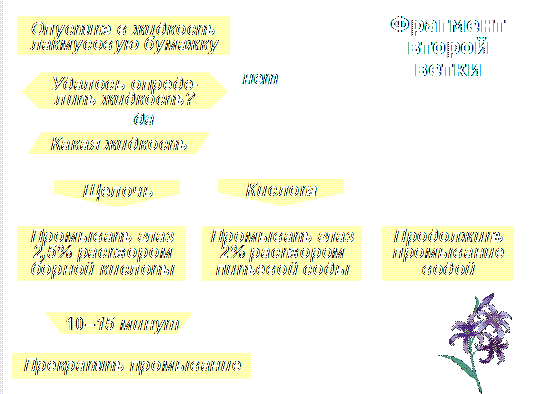 Опустите в жидкость
лакмусовую бумажку
Фрагмент
второй
ветки
Удалось опреде-
лить жидкость?
нет
да
Какая жидкость
Щелочь
Кислота
Промывать глаз
2,5% раствором
борной кислоты
Промывать глаз
2% раствором
питьевой соды
Продолжить
промывание
водой
10–15 минут
Прекратить промывание